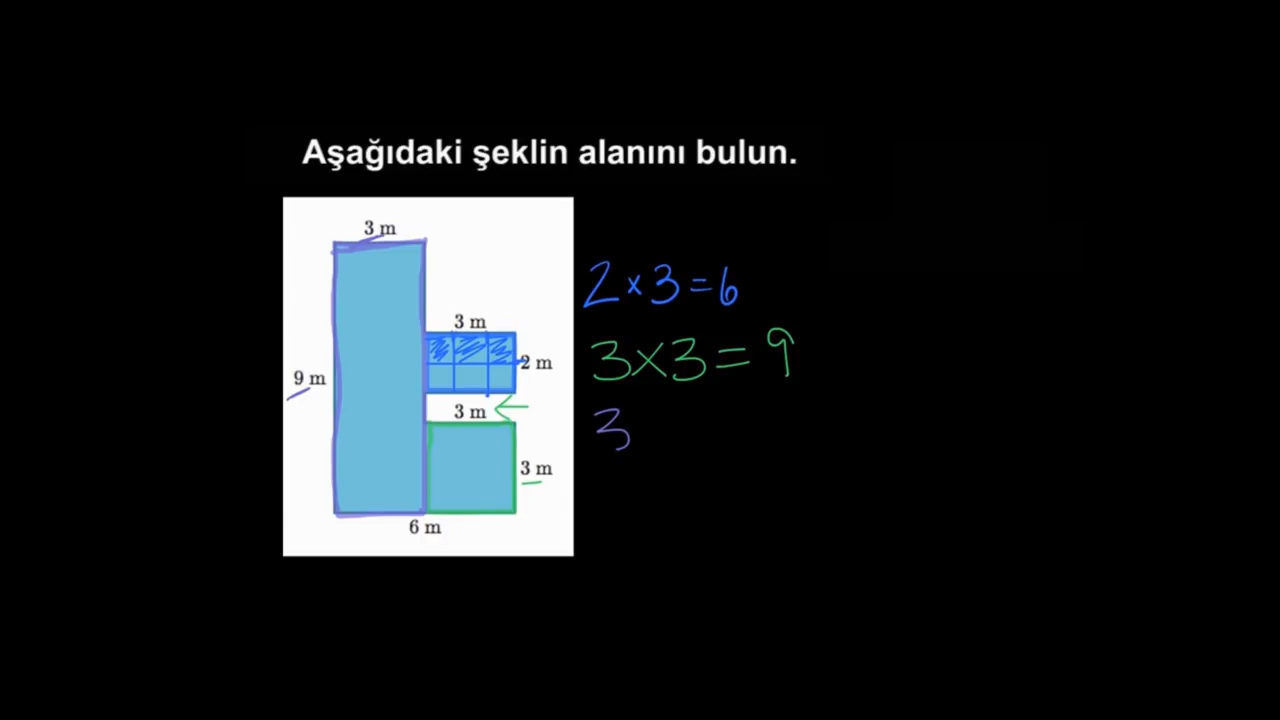 Aşağıdaki şeklin alanını bulun.
3 m
3 m
2 m
9 m
3 m
3 m
6 m
2 × 3 = 6
3 × 3 = 9
3